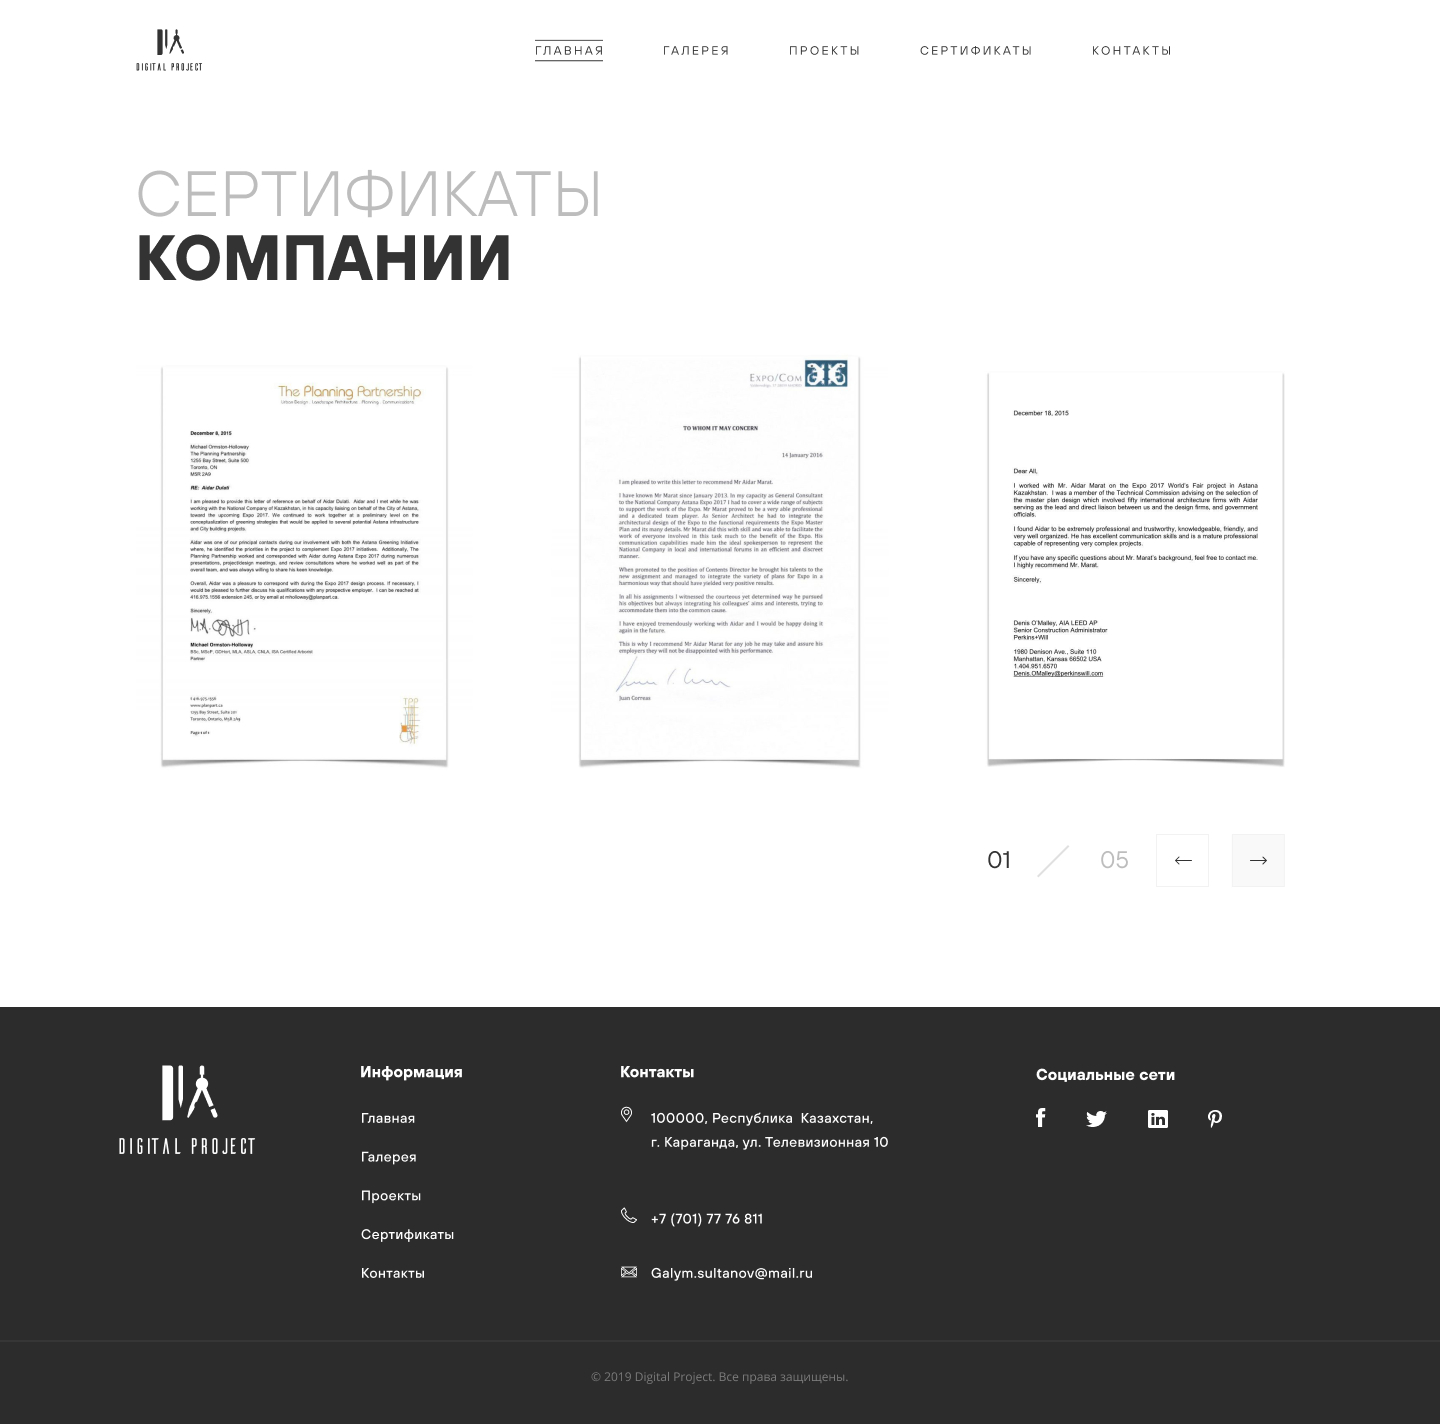 DIGITAL PROJECT
ГЛАВНАЯ ГАЛЕРЕЯ ПРОЕКТЫ СЕРТИФИКАТЫ КОНТАКТЫ
СЕРТИФИКАТЫ
КОМПАНИИ
The Planning Partnership
Urban Design . Landscape Architecture . Planning . Communications
December 8, 2015
Michael Ormston-Holloway
The Planning Partnership
1255 Bay Street, Suite 500
Toronto, ON
M5R 2A9
RE: Aidar Dulati
I am pleased to provide this letter of reference on behalf of Aidar Dulati. Aidar and I met while he was
working with the National Company of Kazakhstan, in his capacity liaising on behalf of the City of Astana,
toward the upcoming Expo 2017. We continued to work together at a preliminary level on the
conceptualization of greening strategies that would be applied to several potential Astana infrastructure
and City building projects.
Aidar was one of our principal contacts during our involvement with both the Astana Greening Initiative
where, he identified the priorities in the project to complement Expo 2017 initiatives. Additionally, The
Planning Partnership worked and corresponded with Aidar during Astana Expo 2017 during numerous
presentations, project/design meetings, and review consultations where he worked well as part of the
overall team, and was always willing to share his keen knowledge.
Overall, Aidar was a pleasure to correspond with during the Expo 2017 design process. If necessary, I
would be pleased to further discuss his qualifications with any prospective employer. I can be reached at
416.975.1556 extension 245, or by email at mholloway@planpart.ca.
Sincerely,
Michael Ormston-Holloway
BSc, MScP, GDHort, MLA, ASLA, CNLA, ISA Certified Arborist
Partner
t 416.975.1556
www.planpart.ca
1255 Bay Street, Suite 201
Toronto, Ontario, M5R 2A9
Page 1 of 1
EXPO/COM
TO WHOM IT MAY CONCERN
14 January 2016
I am pleased to write this letter to recommend Mr Aidar Marat.
I have known Mr Marat since January 2013. In my capacity as General Consultant
to the National Company Astana Expo 2017 I had to cover a wide range of subjects
to support the work of the Expo. Mr Marat proved to be a very able professional
and a dedicated team player. As Senior Architect he had to integrate the
architectural design of the Expo to the functional requirements the Expo Master
Plan and its many details. Mr Marat did this with skill and was able to facilitate the
work of everyone involved in this task much to the benefit of the Expo. His
communication capabilities made him the ideal spokesperson to represent the
National Company in local and international forums in an efficient and discreet
manner.
When promoted to the position of Contents Director he brought his talents to the
new assignment and managed to integrate the variety of plans for Expo in a
harmonious way that should have yielded very positive results.
In all his assignments I witnessed the courteous yet determined way he pursued
his objectives but always integrating his colleagues' aims and interests, trying to
accommodate them into the common cause.
I have enjoyed tremendously working with Aidar and I would be happy doing it
again in the future.
This is why I recommend Mr Aidar Marat for any job he may take and assure his
employers they will not be disappointed with his performance.
Juan Correas
December 18, 2015
Dear All,
I worked with Mr. Aidar Marat on the Expo 2017 World's Fair project in Astana
Kazakhstan. I was a member of the Technical Commission advising on the selection of
the master plan design which involved fifty international architecture firms with Aidar
serving as the lead and direct liaison between us and the design firms, and government
officials.
I found Aidar to be extremely professional and trustworthy, knowledgeable, friendly, and
very well organized. He has excellent communication skills and is a mature professional
capable of representing very complex projects.
If you have any specific questions about Mr. Marat's background, feel free to contact me.
I highly recommend Mr. Marat.
Sincerely,
Denis O'Malley, AIA LEED AP
Senior Construction Administrator
Perkins+Will
1980 Denison Ave., Suite 110
Manhattan, Kansas 66502 USA
1.404.951.6570
Denis.OMalley@perkinswill.com
01 / 05
DIGITAL PROJECT
Информация
Главная
Галерея
Проекты
Сертификаты
Контакты
Контакты
100000, Республика Казахстан,
г. Караганда, ул. Телевизионная 10
+7 (701) 77 76 811
Galym.sultanov@mail.ru
Социальные сети
© 2019 Digital Project. Все права защищены.